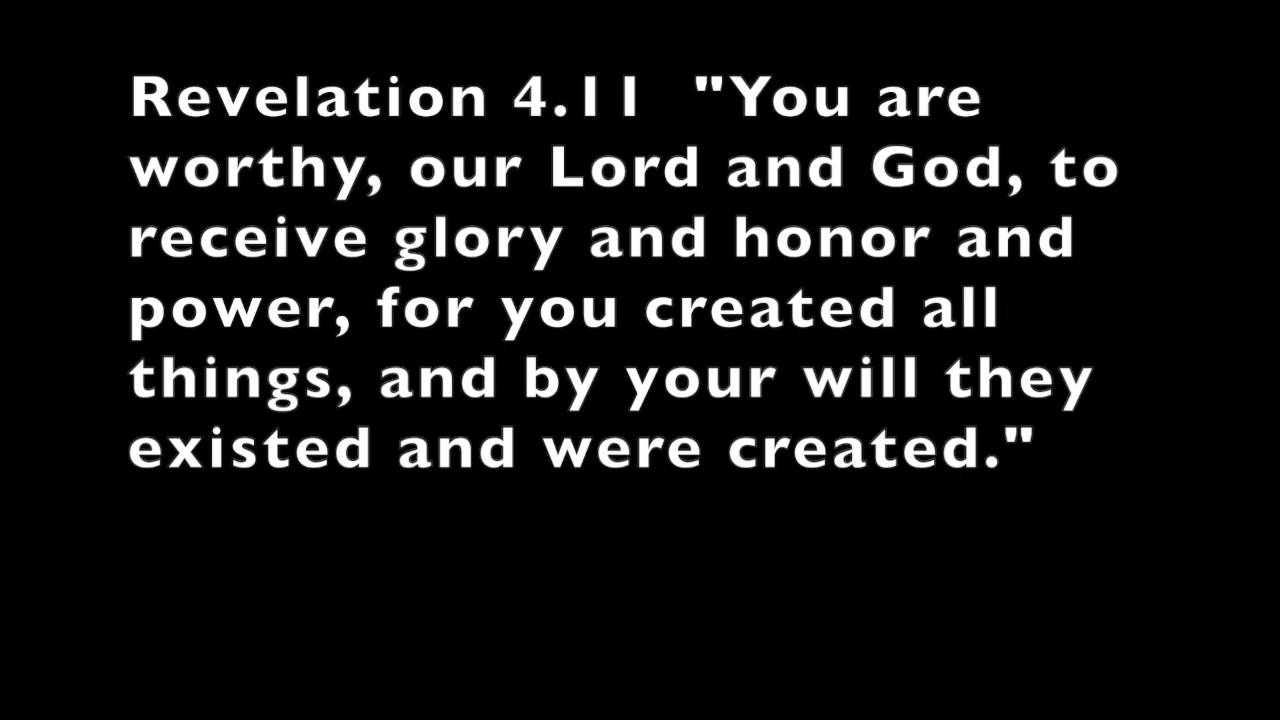 Revelation 4.11  "You are
worthy, our Lord and God, to
receive glory and honor and
power, for you created all
things, and by your will they
existed and were created."